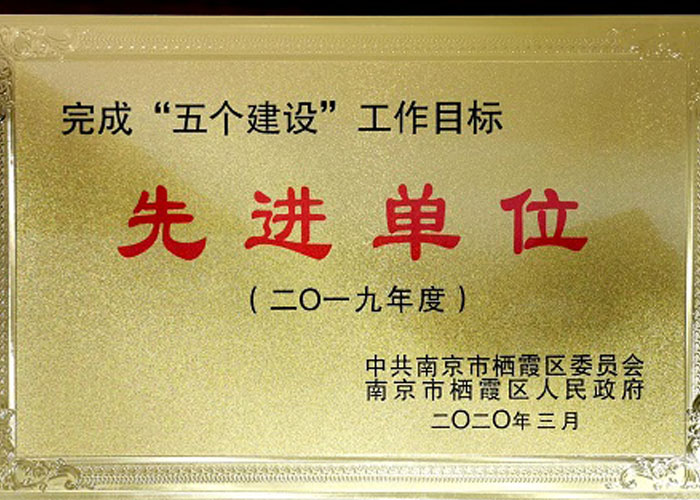 完成“五个建设”工作目标
先进单位
（二〇一九年度）
中共南京市栖霞区委员会
南京市栖霞区人民政府
二〇二〇年三月